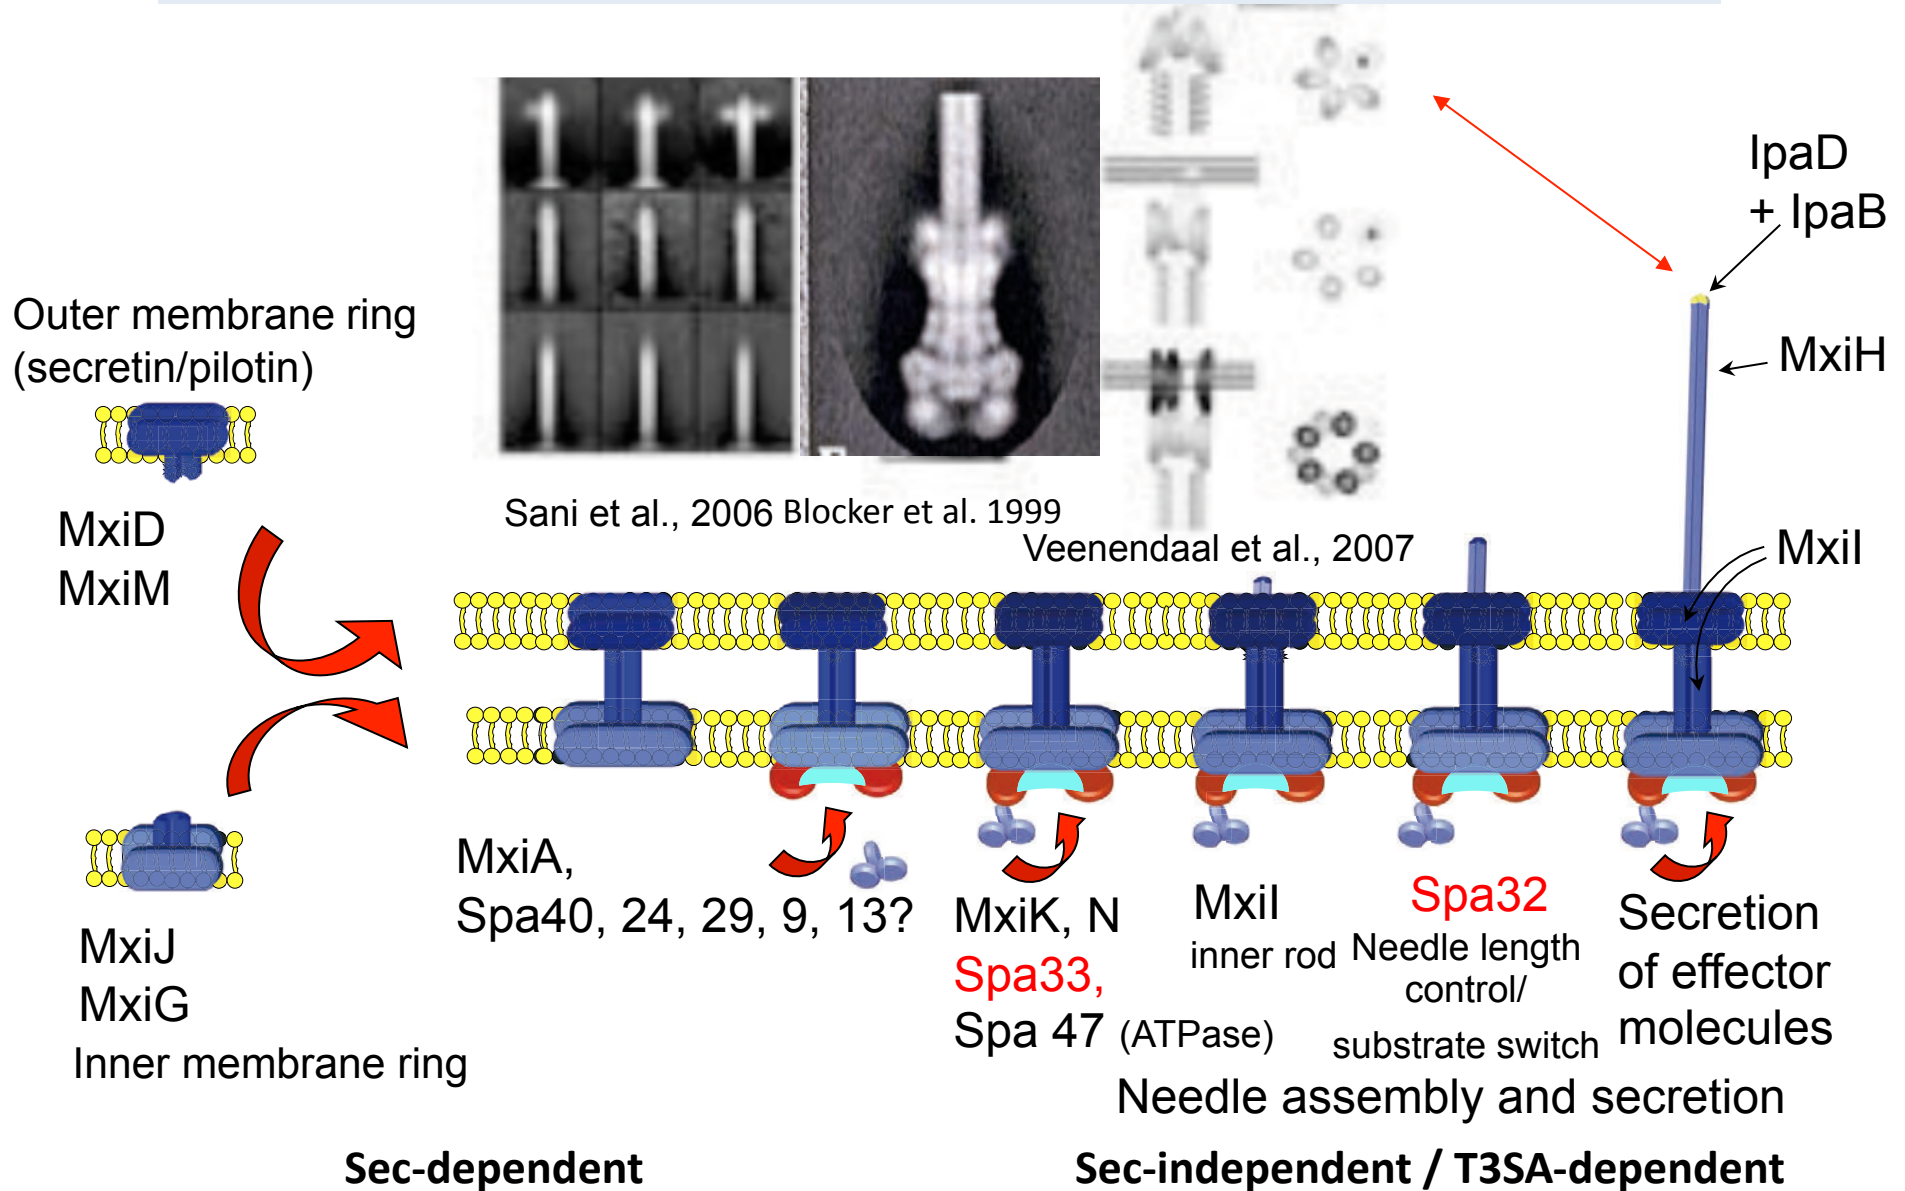 IpaD
+ IpaB
Outer membrane ring
(secretin/pilotin)
MxiH
MxiD
MxiM
Sani et al., 2006
Blocker et al. 1999
Veenendaal et al., 2007
MxiI
MxiA,
Spa40, 24, 29, 9, 13?
MxiK, N
Spa33,
Spa 47 (ATPase)
MxiI
inner rod
Spa32
Needle length
control/
substrate switch
Secretion
of effector
molecules
MxiJ
MxiG
Inner membrane ring
Needle assembly and secretion
Sec-dependent
Sec-independent / T3SA-dependent